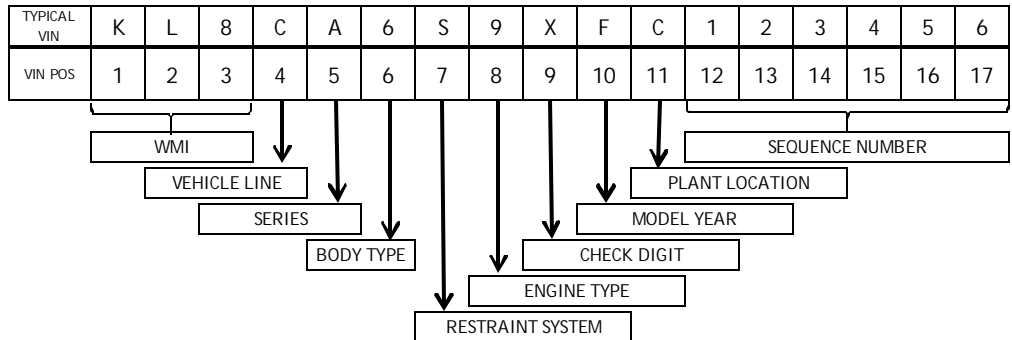 TYPICAL
VIN
K L 8 C A 6 S 9 X F C 1 2 3 4 5 6
VIN POS 1 2 3 4 5 6 7 8 9 10 11 12 13 14 15 16 17
WMI SEQUENCE NUMBER
VEHICLE LINE PLANT LOCATION
SERIES MODEL YEAR
BODY TYPE CHECK DIGIT
ENGINE TYPE
RESTRAINT SYSTEM